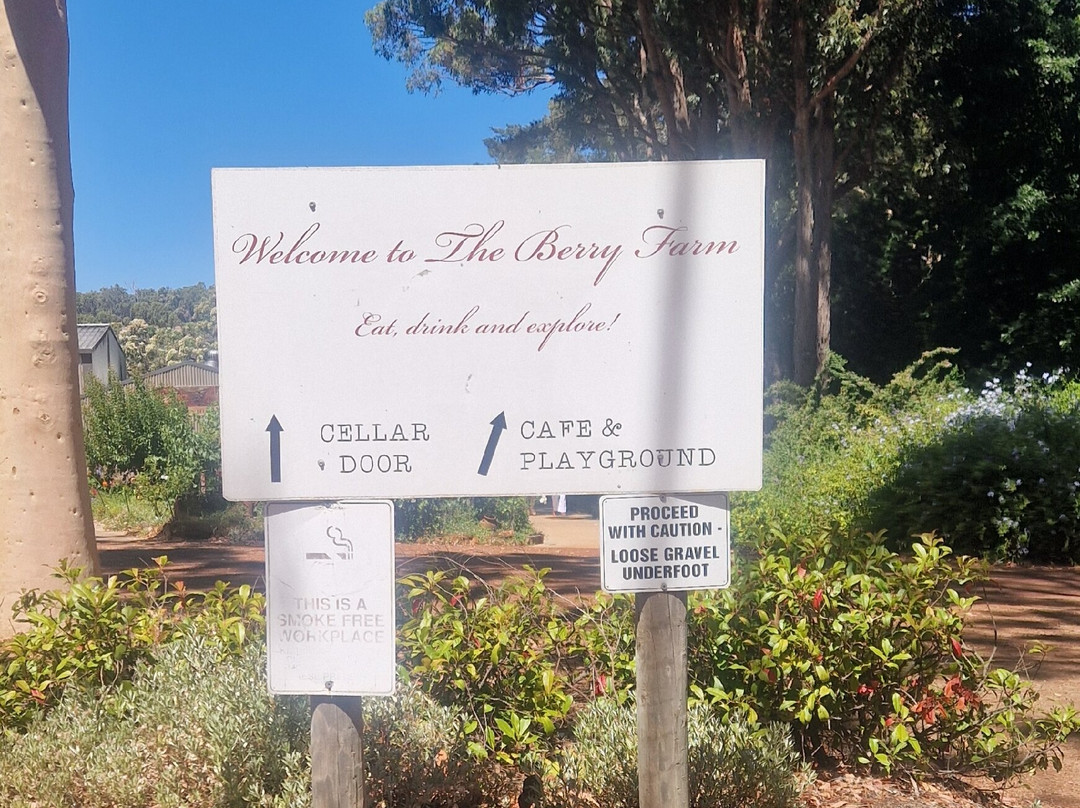 Welcome to The Berry Farm
Eat, drink and explore!
CELLAR
DOOR
CAFE &
PLAYGROUND
THIS IS A
SMOKE FREE
WORKPLACE
PROCEED
WITH CAUTION -
LOOSE GRAVEL
UNDERFOOT